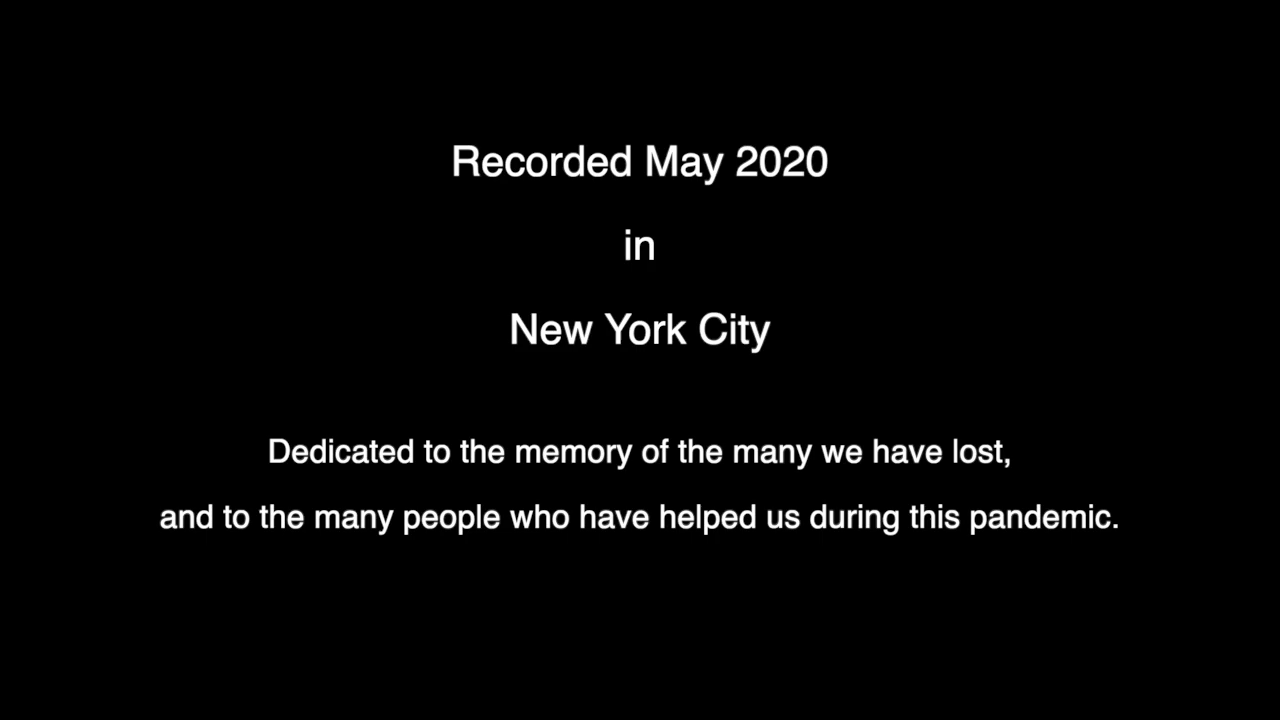 Recorded May 2020
in
New York City
Dedicated to the memory of the many we have lost,
and to the many people who have helped us during this pandemic.